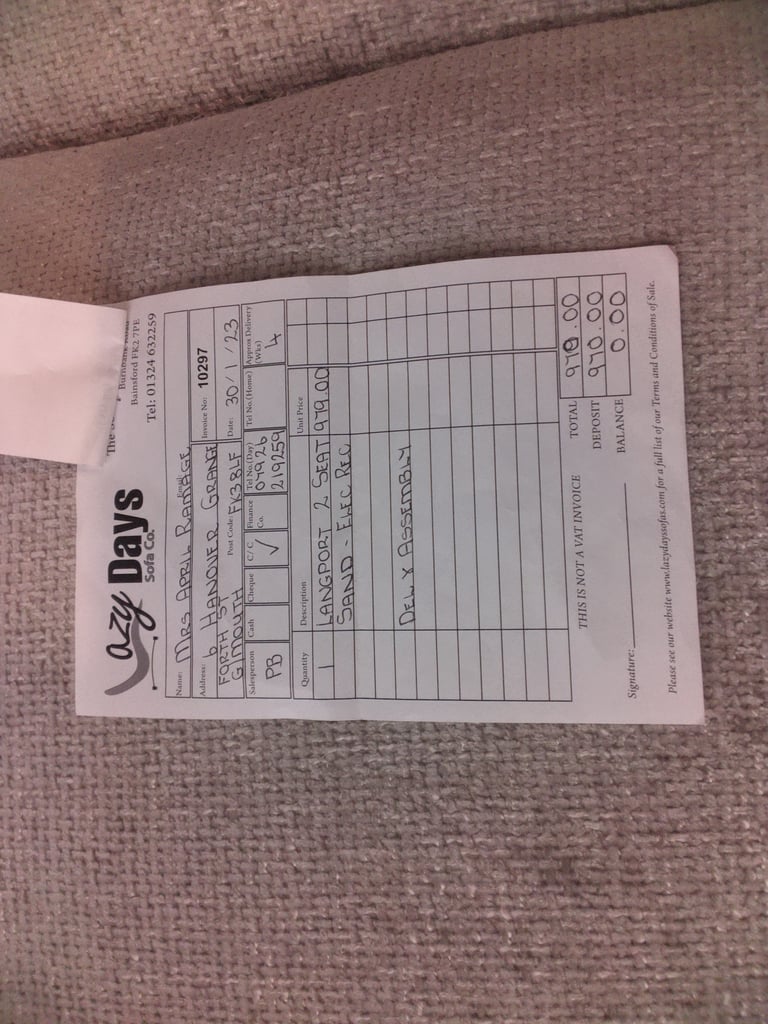 Lazy Days
Sofa Co.
Burnbank Road
Bainsford FK2 7PE
Tel: 01324 632259
Name: MRS APRIL RAMAGE Email:
Address: 6 HANOVER GRANGE Invoice No: 10297
FORTH ST
G'MOUTH Post Code: FK3 8LF Date: 30/1/23
Salesperson Cash Cheque C/C Finance Co. Tel No.(Day) Tel No.(Home) Approx Delivery (Wks)
PB ✓ 07926 219259 4
Quantity Description Unit Price
1 LANGPORT 2 SEAT 979.00
SAND - ELEC REC
DEL Y ASSEMBLY
THIS IS NOT A VAT INVOICE TOTAL 970.00
DEPOSIT 970.00
Signature: BALANCE 0.00
Please see our website www.lazydayssofas.com for a full list of our Terms and Conditions of Sale.